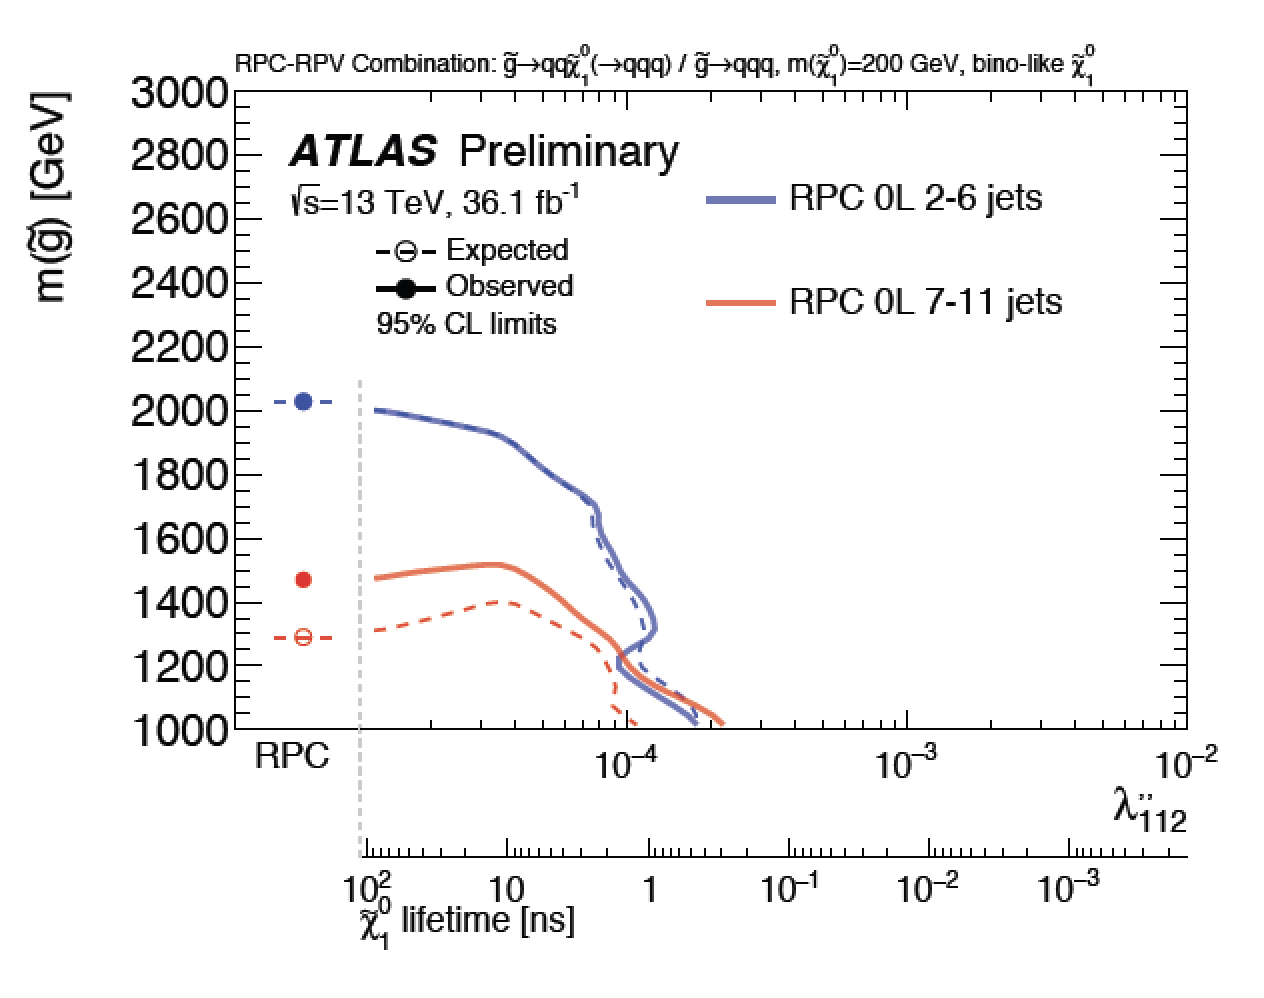 RPC-RPV Combination: g̃→qqχ̃⁰₁(→qqq) / g̃→qqq, m(χ̃⁰₁)=200 GeV, bino-like χ̃⁰₁
m(g̃) [GeV]
3000
2800
2600
2400
2200
2000
1800
1600
1400
1200
1000
ATLAS Preliminary
√s=13 TeV, 36.1 fb⁻¹
Expected
Observed
95% CL limits
RPC 0L 2-6 jets
RPC 0L 7-11 jets
RPC
10⁻⁴
10⁻³
10⁻²
λ''₁₁₂
10²
10
1
10⁻¹
10⁻²
10⁻³
χ̃⁰₁ lifetime [ns]